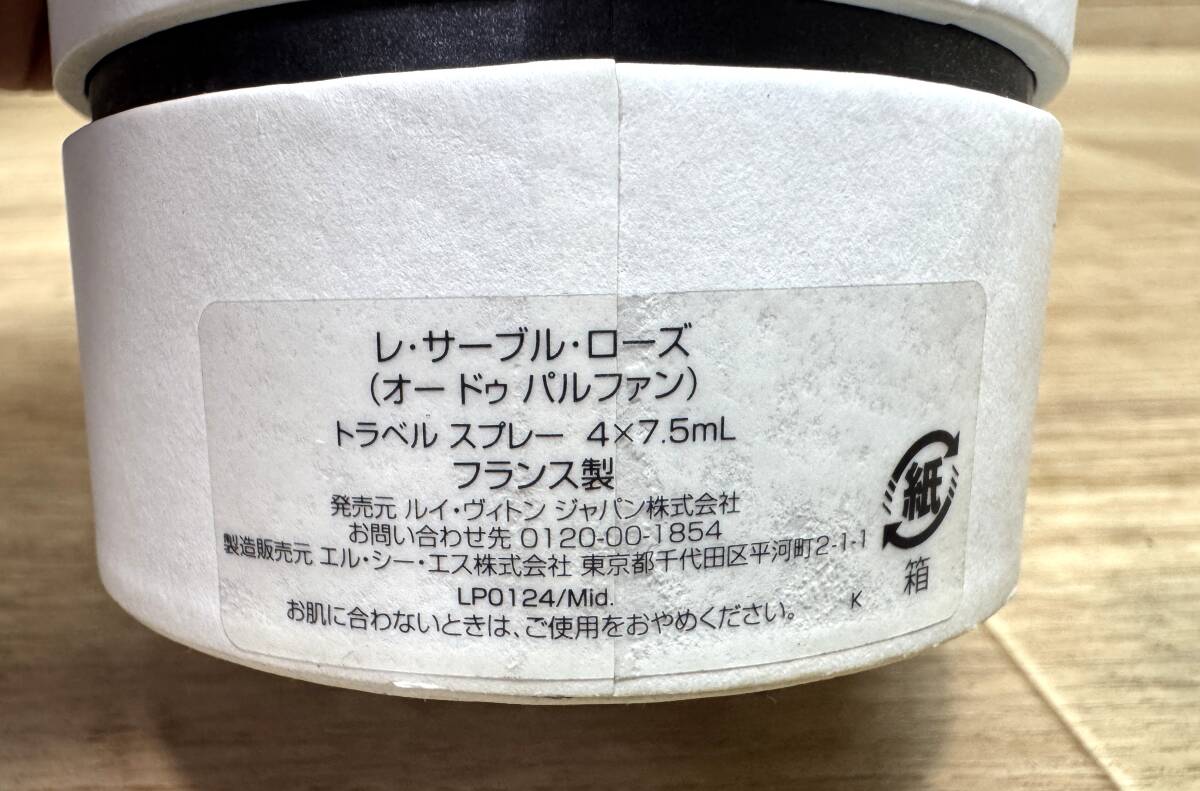 レ・サーブル・ローズ
（オー ドゥ パルファン）
トラベル スプレー 4×7.5mL
フランス製
発売元 ルイ・ヴィトン ジャパン株式会社
お問い合わせ先 0120-00-1854
製造販売元 エル・シー・エス株式会社 東京都千代田区平河町2-1-1
LP0124/Mid.
お肌に合わないときは、ご使用をおやめください。
K
紙
箱